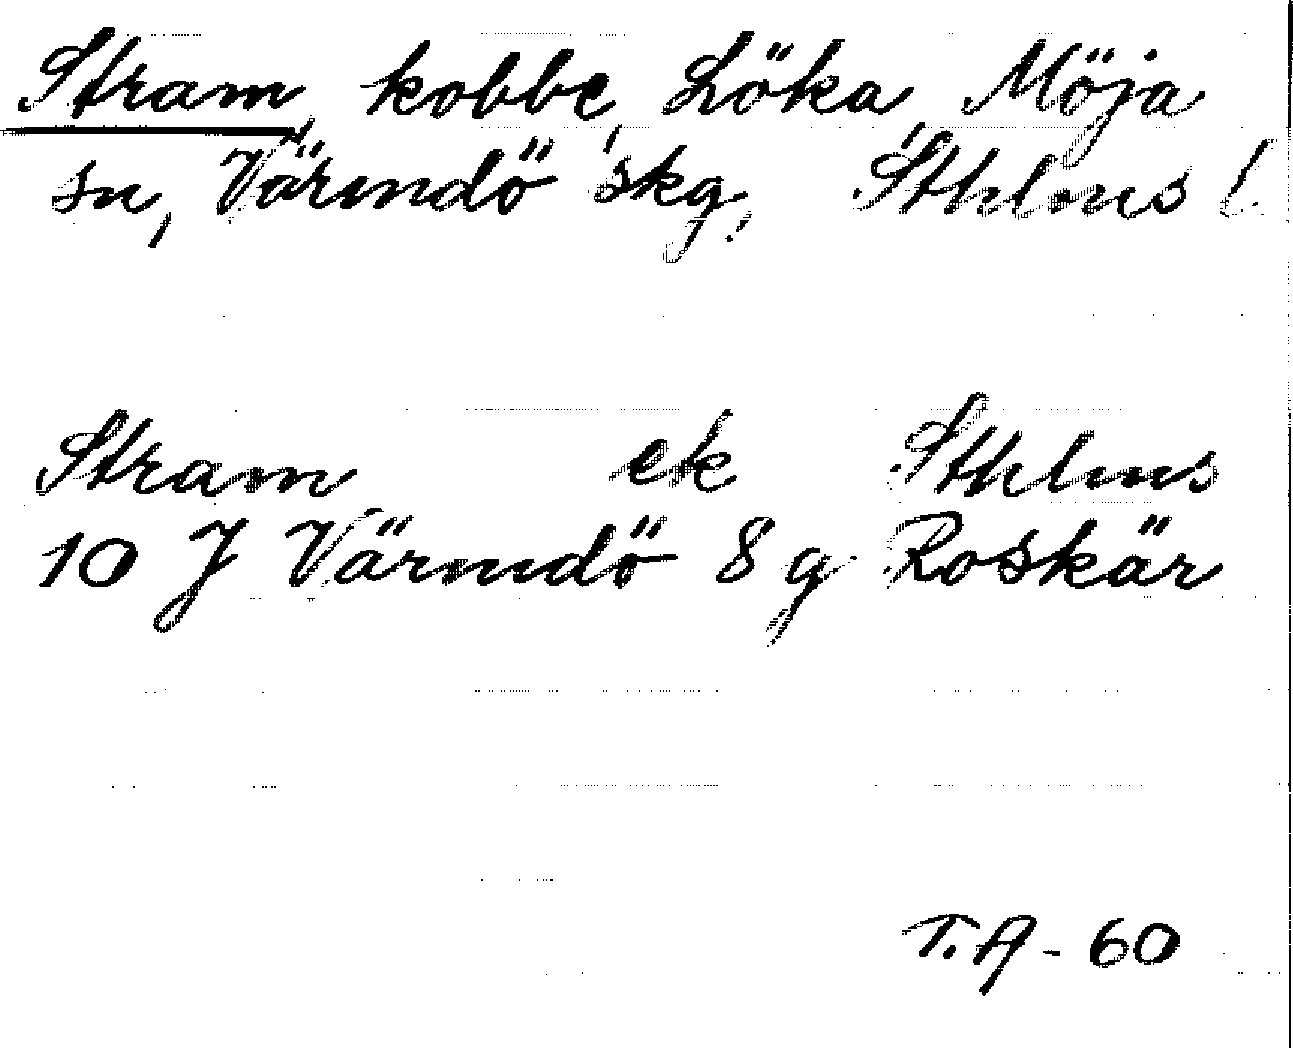 Stram, kobbe, Löka, Möja
sn, Värmdö skg, Sthlms l.
Stram ek Sthlms
10 J Värmdö 8 g Roskär
T.A - 60